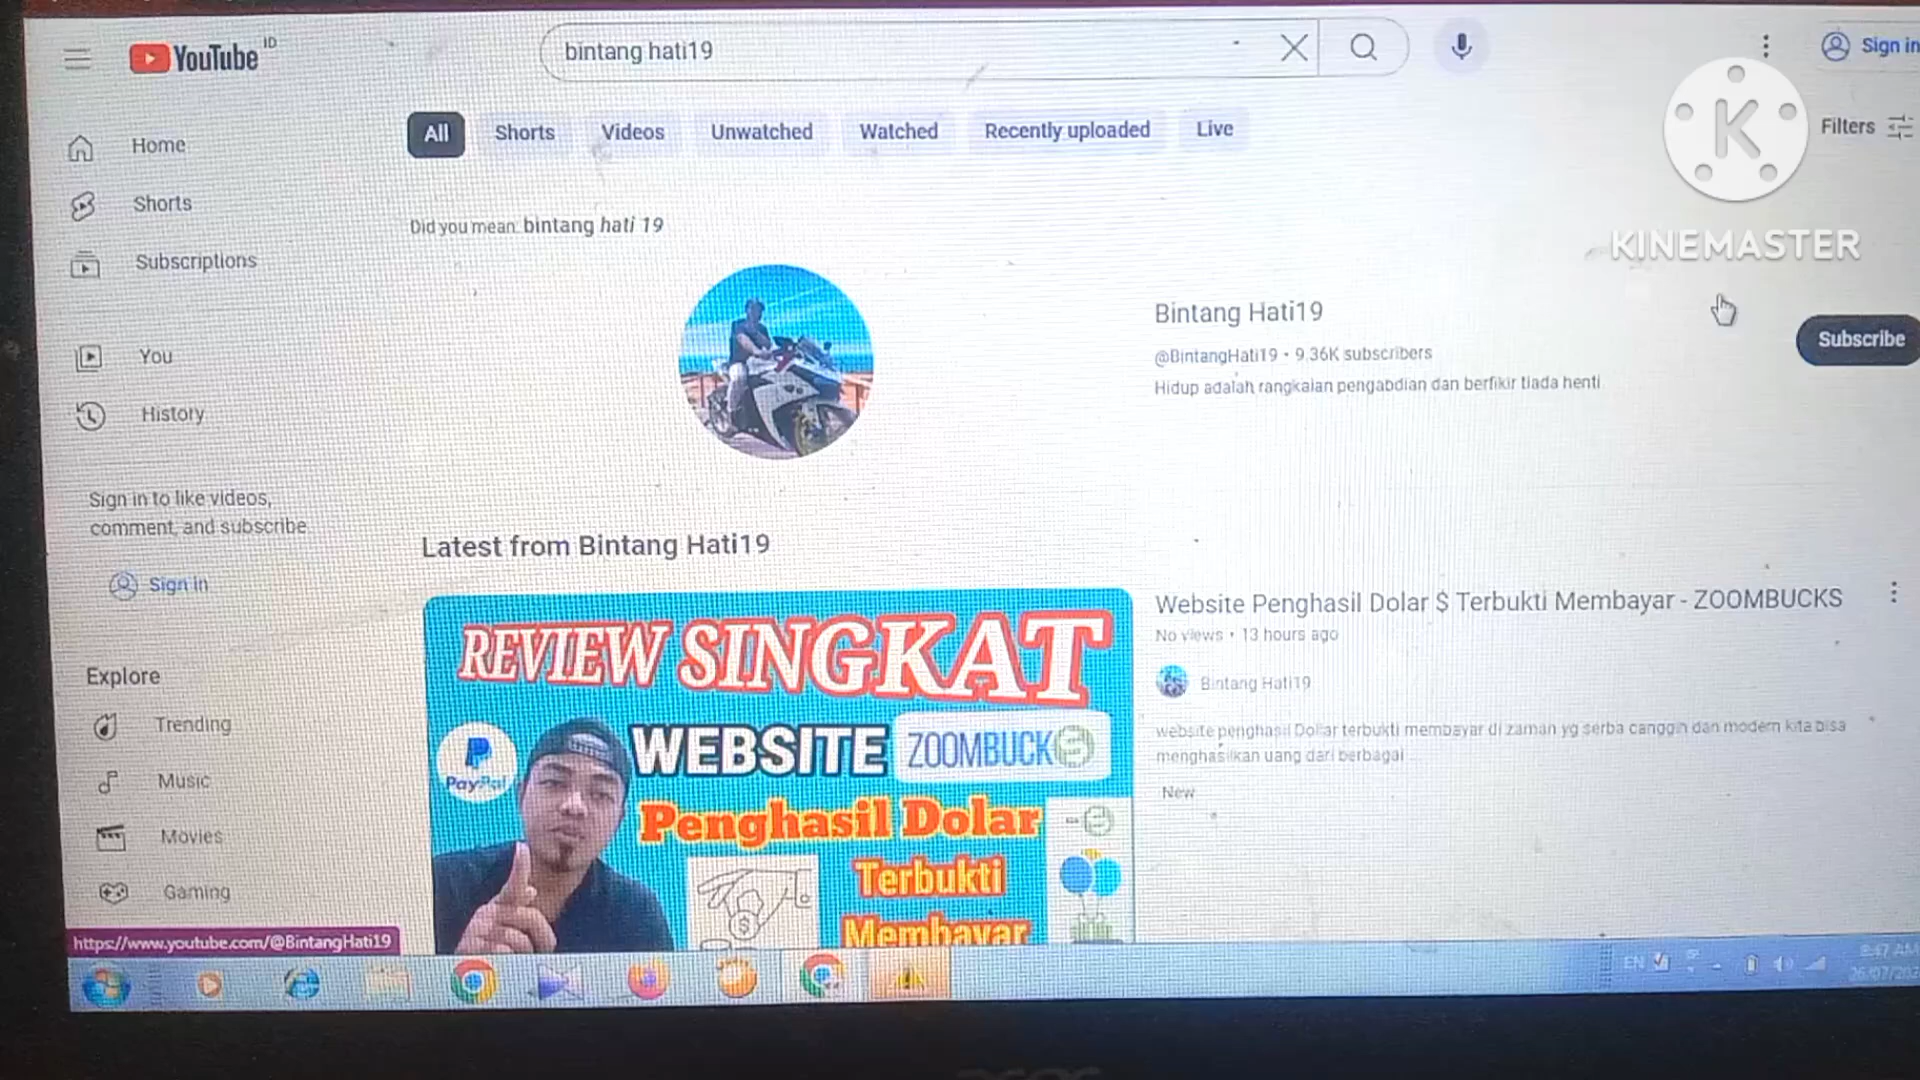 YouTube ID
bintang hati19
Sign in
All
Shorts
Videos
Unwatched
Watched
Recently uploaded
Live
Filters
K
KINEMASTER
Home
Shorts
Subscriptions
You
History
Sign in to like videos,
comment, and subscribe
Sign in
Explore
Trending
Music
Movies
Gaming
Did you mean: bintang hati 19
Bintang Hati19
@BintangHati19 • 9.36K subscribers
Hidup adalah rangkaian pengabdian dan berfikir tiada henti
Subscribe
Latest from Bintang Hati19
REVIEW SINGKAT
WEBSITE ZOOMBUCKS
PayPal
Penghasil Dolar
Terbukti
Membayar
Website Penghasil Dolar $ Terbukti Membayar - ZOOMBUCKS
No views • 13 hours ago
Bintang Hati19
website penghasil Dollar terbukti membayar di zaman yg serba canggih dan modern kita bisa
menghasilkan uang dari berbagai
New
https://www.youtube.com/@BintangHati19
EN